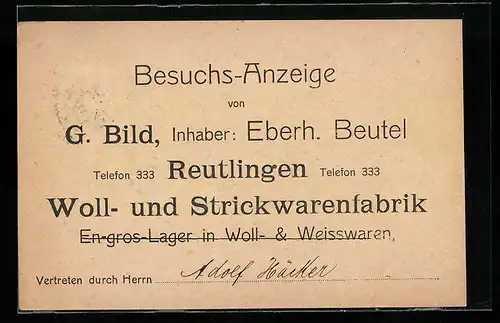 Besuchs-Anzeige
von
G. Bild, Inhaber: Eberh. Beutel
Telefon 333 Reutlingen Telefon 333
Woll- und Strickwarenfabrik
En-gros-Lager in Woll- & Weisswaren,
Vertreten durch Herrn Adolf Häcker